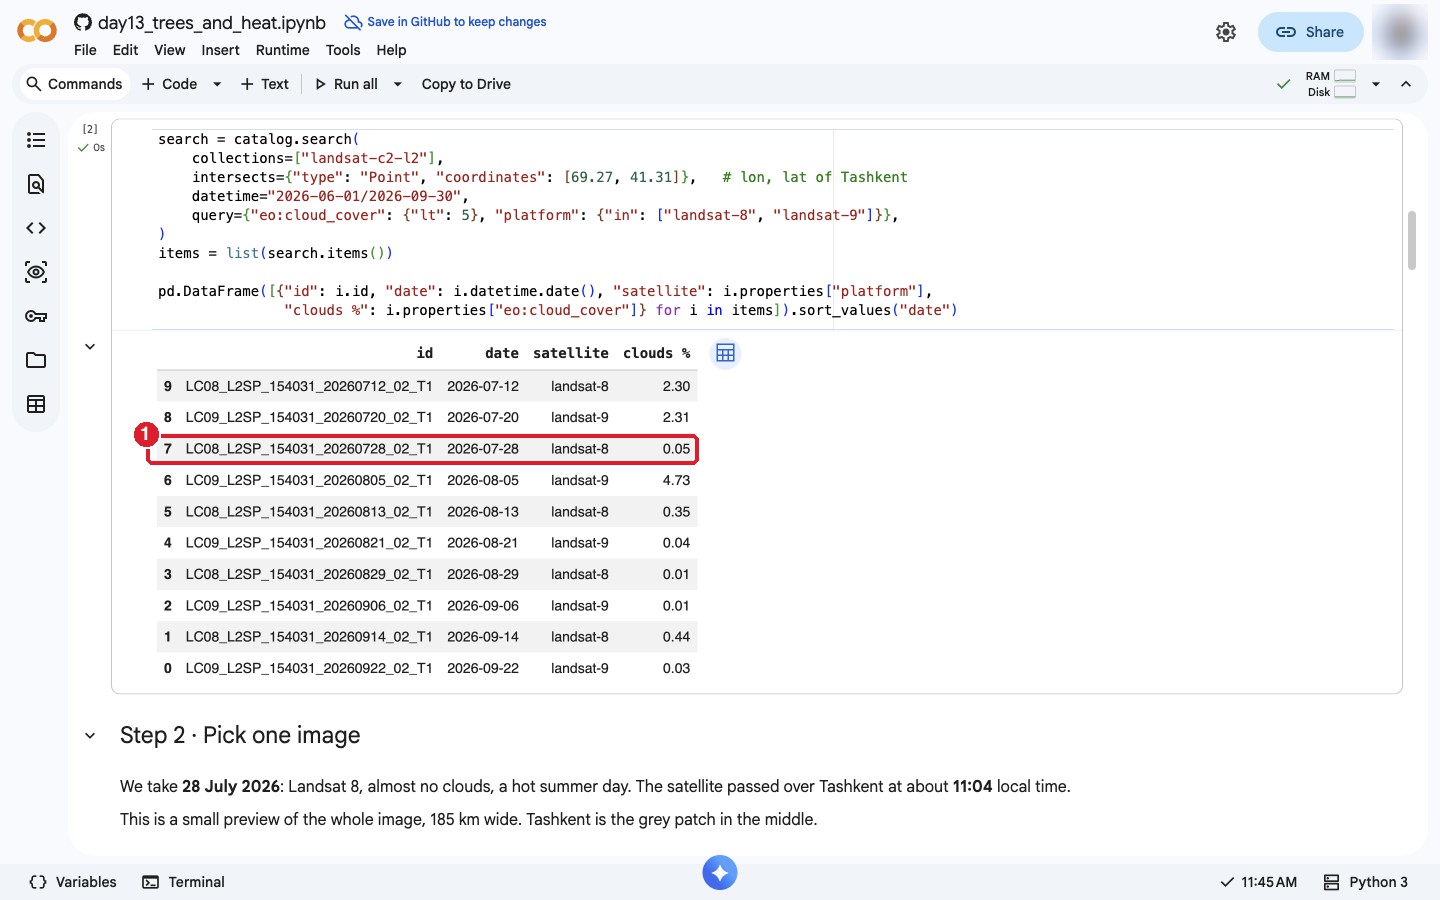 day13_trees_and_heat.ipynb
Save in GitHub to keep changes
File Edit View Insert Runtime Tools Help
Share
Commands + Code + Text Run all Copy to Drive
RAM
Disk
[2]
0s
search = catalog.search(
    collections=["landsat-c2-l2"],
    intersects={"type": "Point", "coordinates": [69.27, 41.31]},   # lon, lat of Tashkent
    datetime="2026-06-01/2026-09-30",
    query={"eo:cloud_cover": {"lt": 5}, "platform": {"in": ["landsat-8", "landsat-9"]}},
)
items = list(search.items())
pd.DataFrame([{"id": i.id, "date": i.datetime.date(), "satellite": i.properties["platform"],
               "clouds %": i.properties["eo:cloud_cover"]} for i in items]).sort_values("date")
id date satellite clouds %
9 LC08_L2SP_154031_20260712_02_T1 2026-07-12 landsat-8 2.30
8 LC09_L2SP_154031_20260720_02_T1 2026-07-20 landsat-9 2.31
1
7 LC08_L2SP_154031_20260728_02_T1 2026-07-28 landsat-8 0.05
6 LC09_L2SP_154031_20260805_02_T1 2026-08-05 landsat-9 4.73
5 LC08_L2SP_154031_20260813_02_T1 2026-08-13 landsat-8 0.35
4 LC09_L2SP_154031_20260821_02_T1 2026-08-21 landsat-9 0.04
3 LC08_L2SP_154031_20260829_02_T1 2026-08-29 landsat-8 0.01
2 LC09_L2SP_154031_20260906_02_T1 2026-09-06 landsat-9 0.01
1 LC08_L2SP_154031_20260914_02_T1 2026-09-14 landsat-8 0.44
0 LC09_L2SP_154031_20260922_02_T1 2026-09-22 landsat-9 0.03
Step 2 · Pick one image
We take 28 July 2026: Landsat 8, almost no clouds, a hot summer day. The satellite passed over Tashkent at about 11:04 local time.
This is a small preview of the whole image, 185 km wide. Tashkent is the grey patch in the middle.
Variables Terminal 11:45 AM Python 3